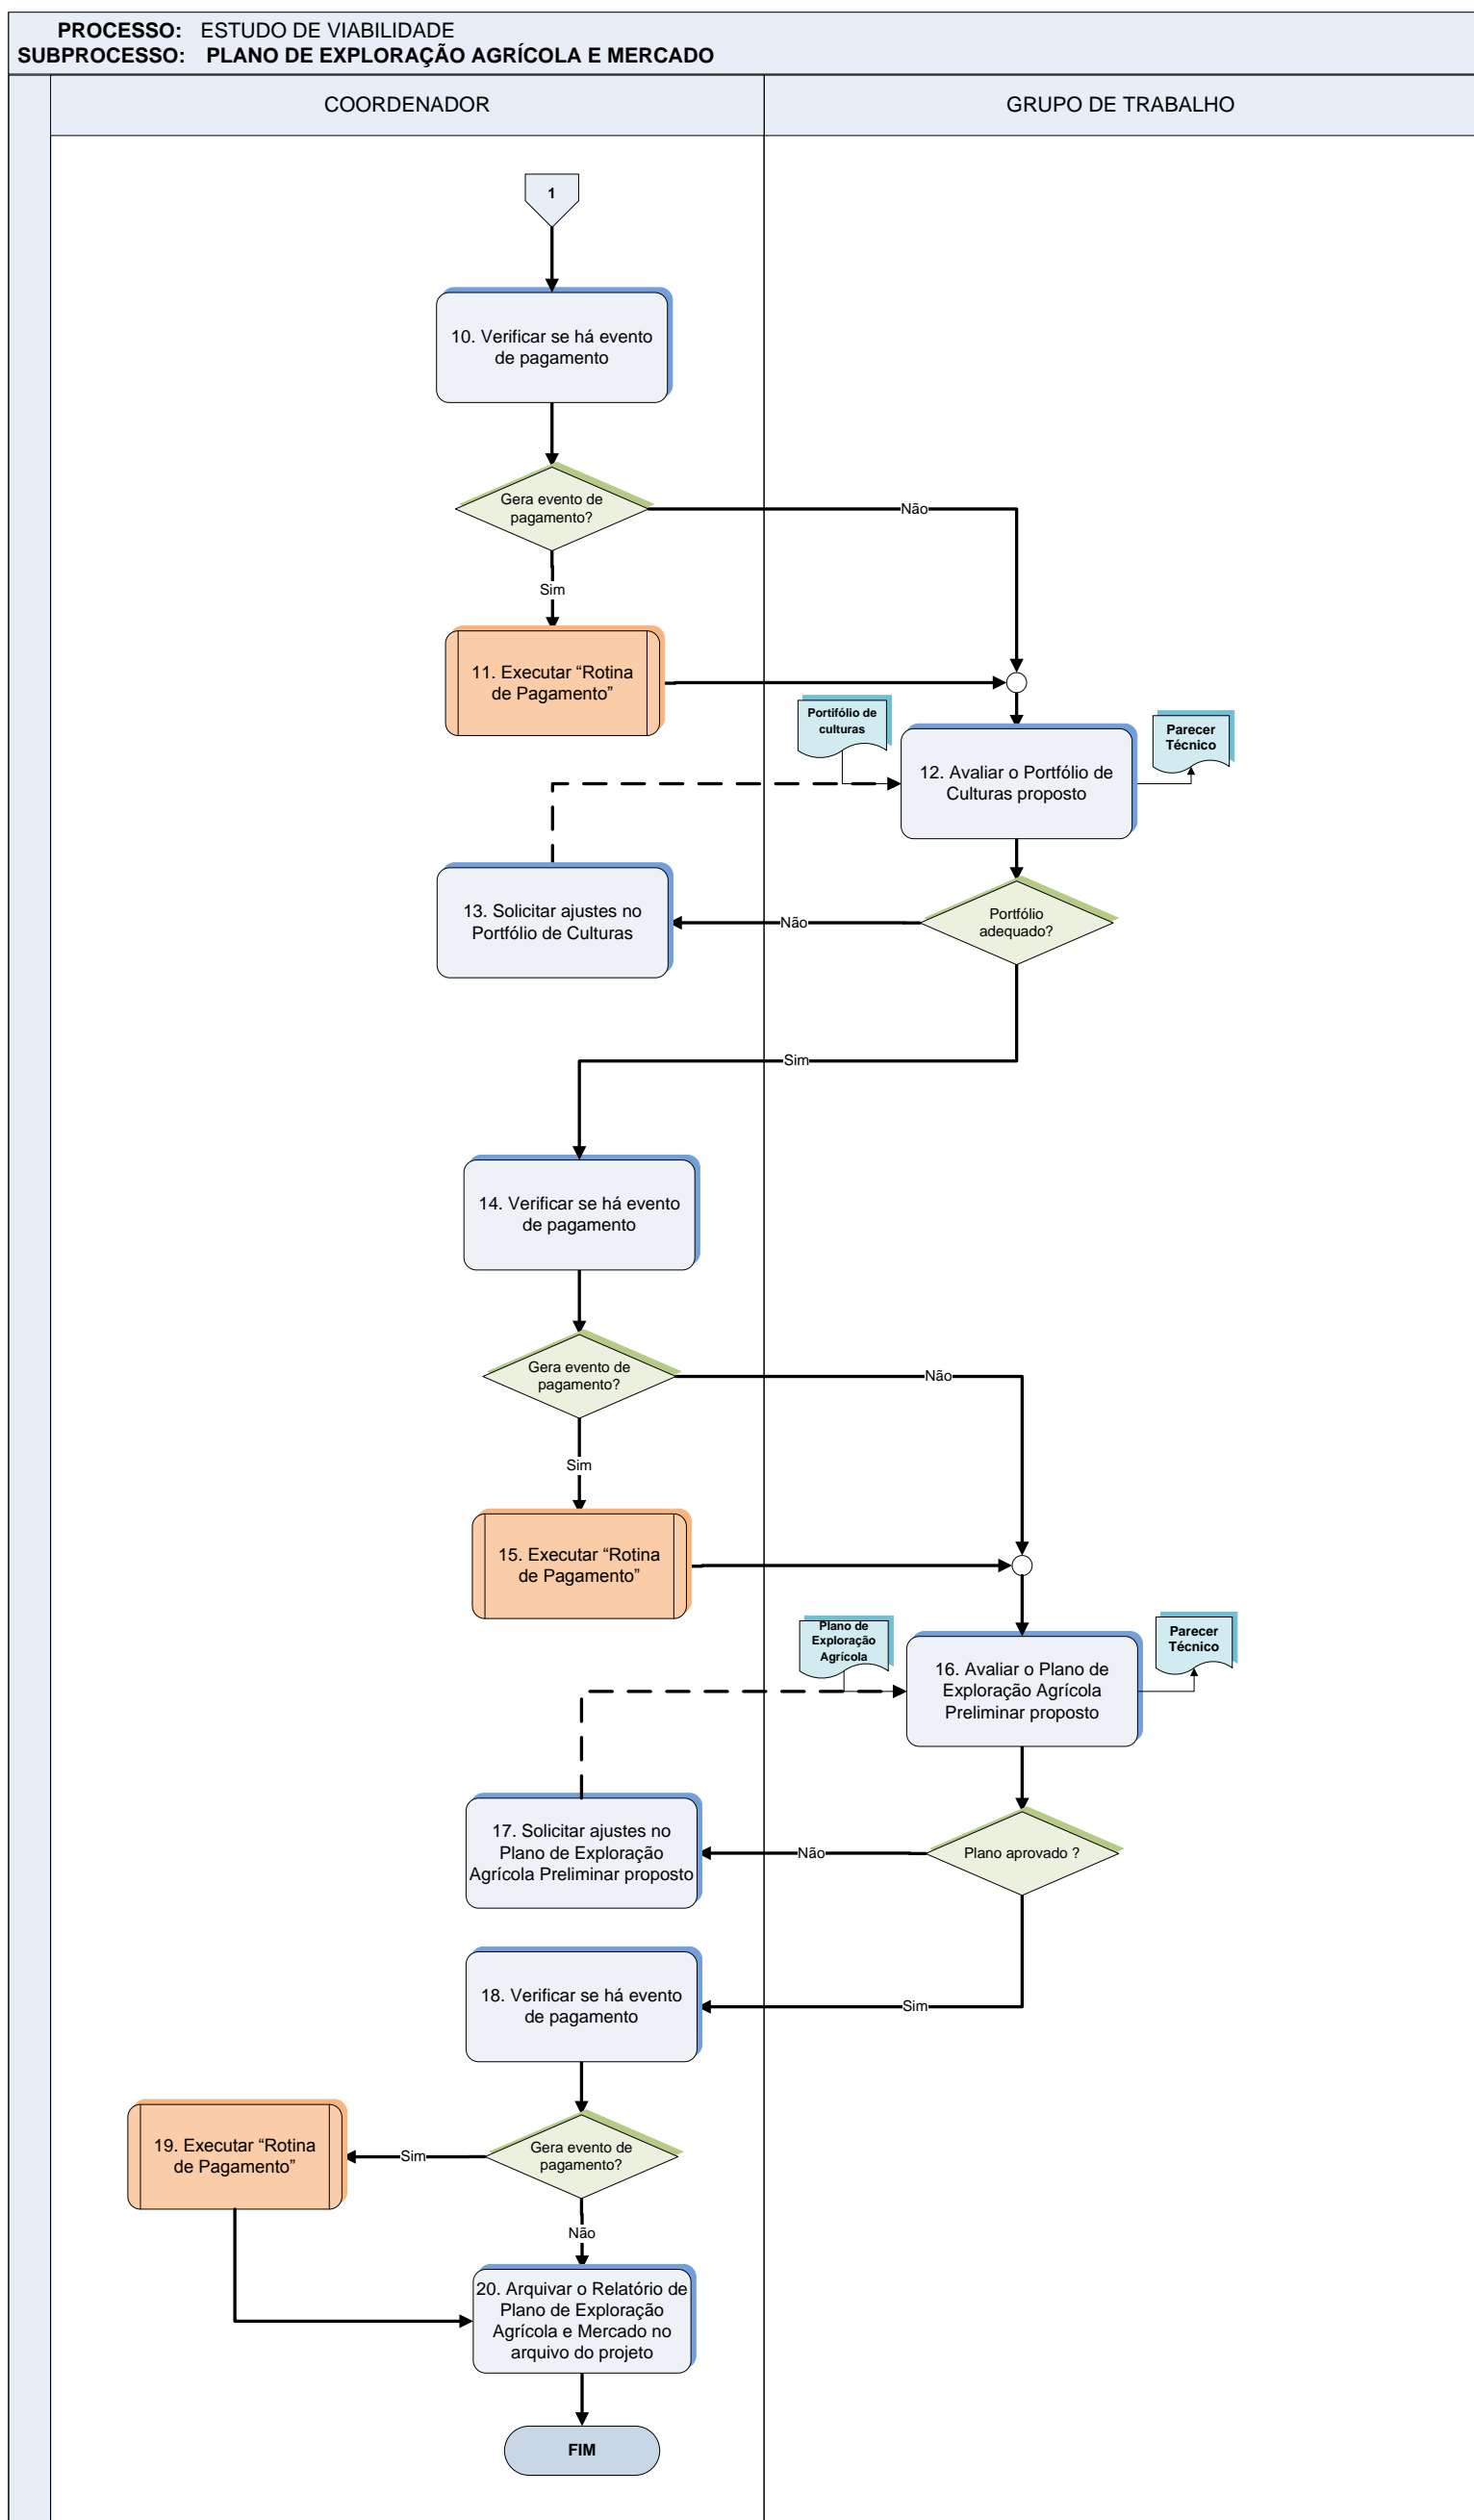 PROCESSO: ESTUDO DE VIABILIDADE
SUBPROCESSO: PLANO DE EXPLORAÇÃO AGRÍCOLA E MERCADO
COORDENADOR
GRUPO DE TRABALHO
1
10. Verificar se há evento
de pagamento
Gera evento de
pagamento?
Não
Sim
11. Executar “Rotina
de Pagamento”
Portifólio de
culturas
Parecer
Técnico
12. Avaliar o Portfólio de
Culturas proposto
13. Solicitar ajustes no
Portfólio de Culturas
Não
Portfólio
adequado?
Sim
14. Verificar se há evento
de pagamento
Gera evento de
pagamento?
Não
Sim
15. Executar “Rotina
de Pagamento”
Plano de
Exploração
Agrícola
Parecer
Técnico
16. Avaliar o Plano de
Exploração Agrícola
Preliminar proposto
17. Solicitar ajustes no
Plano de Exploração
Agrícola Preliminar proposto
Não
Plano aprovado ?
18. Verificar se há evento
de pagamento
Sim
19. Executar “Rotina
de Pagamento”
Sim
Gera evento de
pagamento?
Não
20. Arquivar o Relatório de
Plano de Exploração
Agrícola e Mercado no
arquivo do projeto
FIM